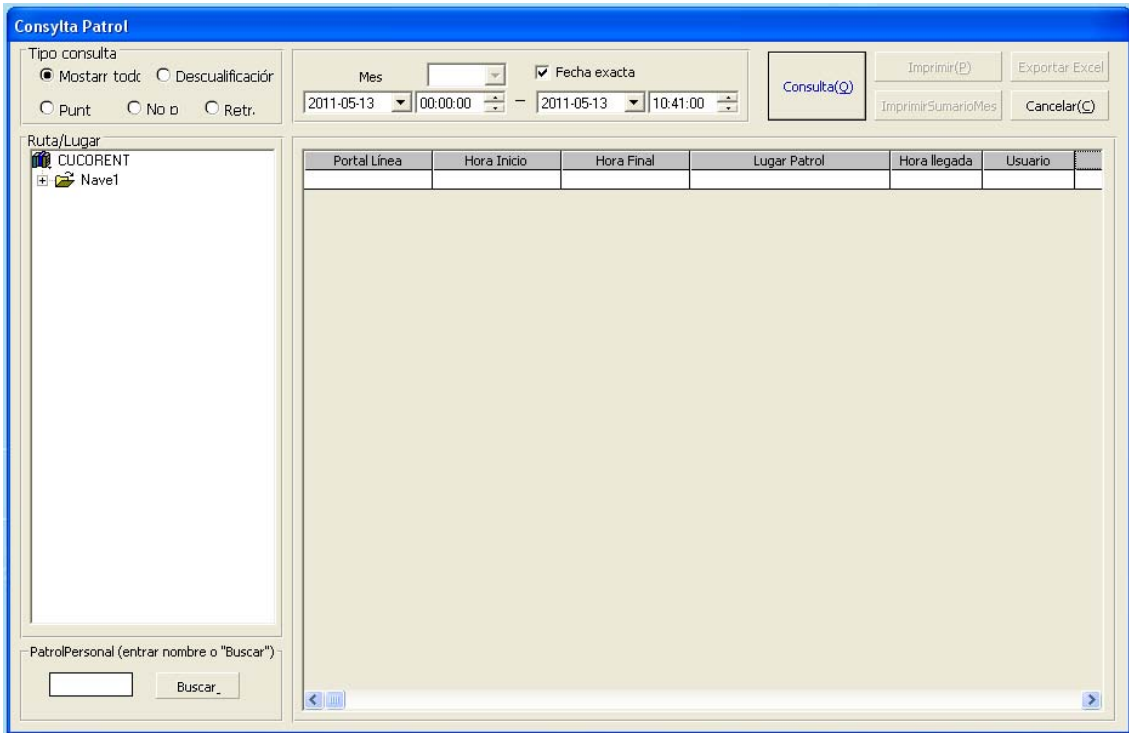 Consylta Patrol
Tipo consulta
Mostarr todc Descualificaciór
Punt No p Retr.
Mes Fecha exacta
2011-05-13 00:00:00 – 2011-05-13 10:41:00
Consulta(Q)
Imprimir(P) Exportar Excel
ImprimirSumarioMes Cancelar(C)
Ruta/Lugar
CUCORENT
Nave1
Portal Línea Hora Inicio Hora Final Lugar Patrol Hora llegada Usuario
PatrolPersonal (entrar nombre o "Buscar")
Buscar_